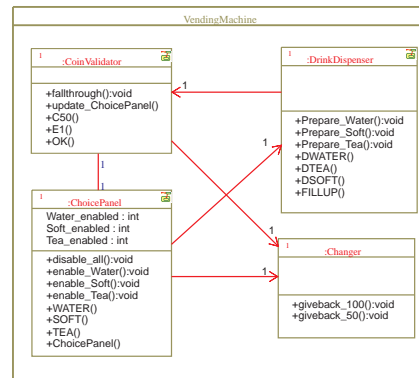 VendingMachine
1
:CoinValidator
+fallthrough():void
+update_ChoicePanel()
+C50()
+E1()
+OK()
1
:DrinkDispenser
+Prepare_Water():void
+Prepare_Soft():void
+Prepare_Tea():void
+DWATER()
+DTEA()
+DSOFT()
+FILLUP()
1
1
1
1
1
1
1
:ChoicePanel
Water_enabled : int
Soft_enabled : int
Tea_enabled : int
+disable_all():void
+enable_Water():void
+enable_Soft():void
+enable_Tea():void
+WATER()
+SOFT()
+TEA()
+ChoicePanel()
1
:Changer
+giveback_100():void
+giveback_50():void